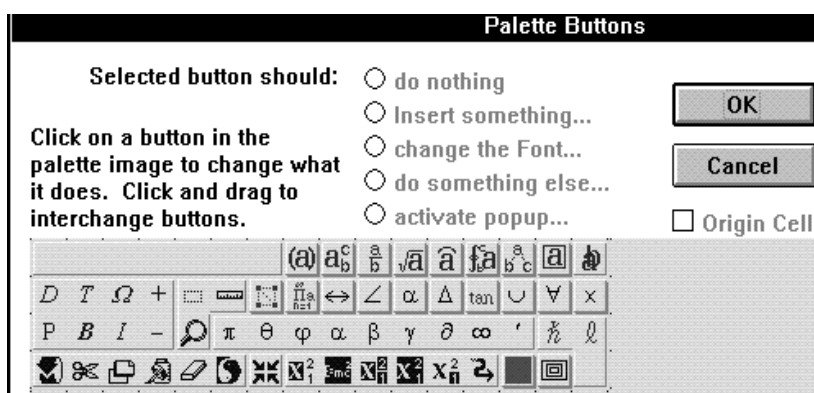 Palette Buttons
Selected button should:
do nothing
Insert something...
change the Font...
do something else...
activate popup...
OK
Cancel
Origin Cell
Click on a button in the
palette image to change what
it does. Click and drag to
interchange buttons.
D T Ω + ∠ α Δ tan ∪ ∀ ×
P B I − π θ φ α β γ ∂ ∞ ′ ℏ ℓ